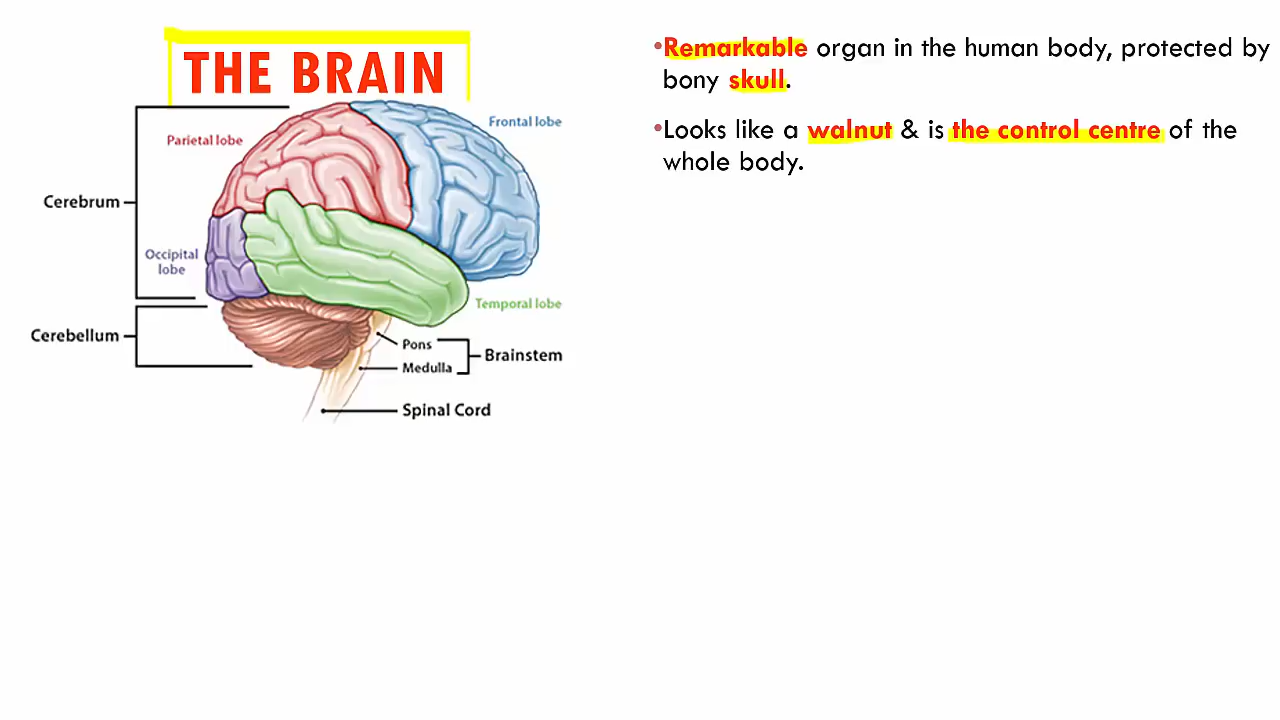 THE BRAIN
Parietal lobe
Frontal lobe
Cerebrum
Occipital
lobe
Temporal lobe
Cerebellum
Pons
Brainstem
Medulla
Spinal Cord
•Remarkable organ in the human body, protected by
bony skull.
•Looks like a walnut & is the control centre of the
whole body.